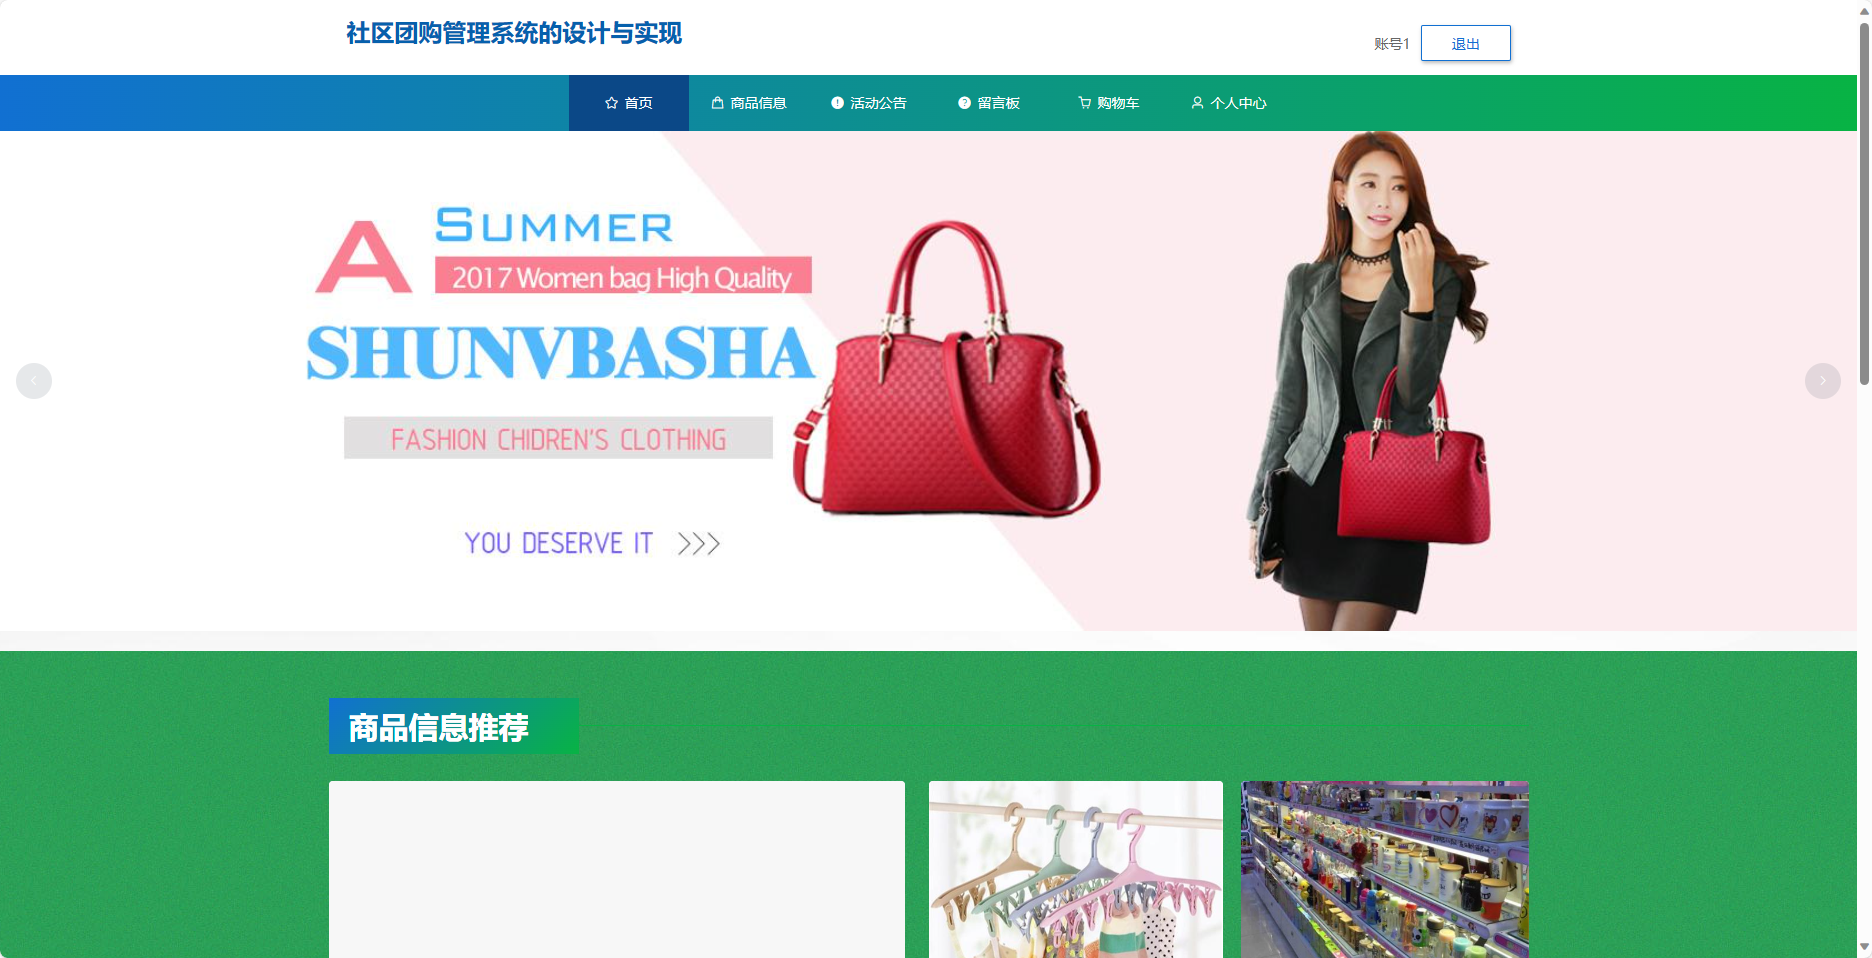 社区团购管理系统的设计与实现
账号1 退出
首页 商品信息 活动公告 留言板 购物车 个人中心
A SUMMER
2017 Women bag High Quality
SHUNVBASHA
FASHION CHIDREN'S CLOTHING
YOU DESERVE IT >>>
商品信息推荐